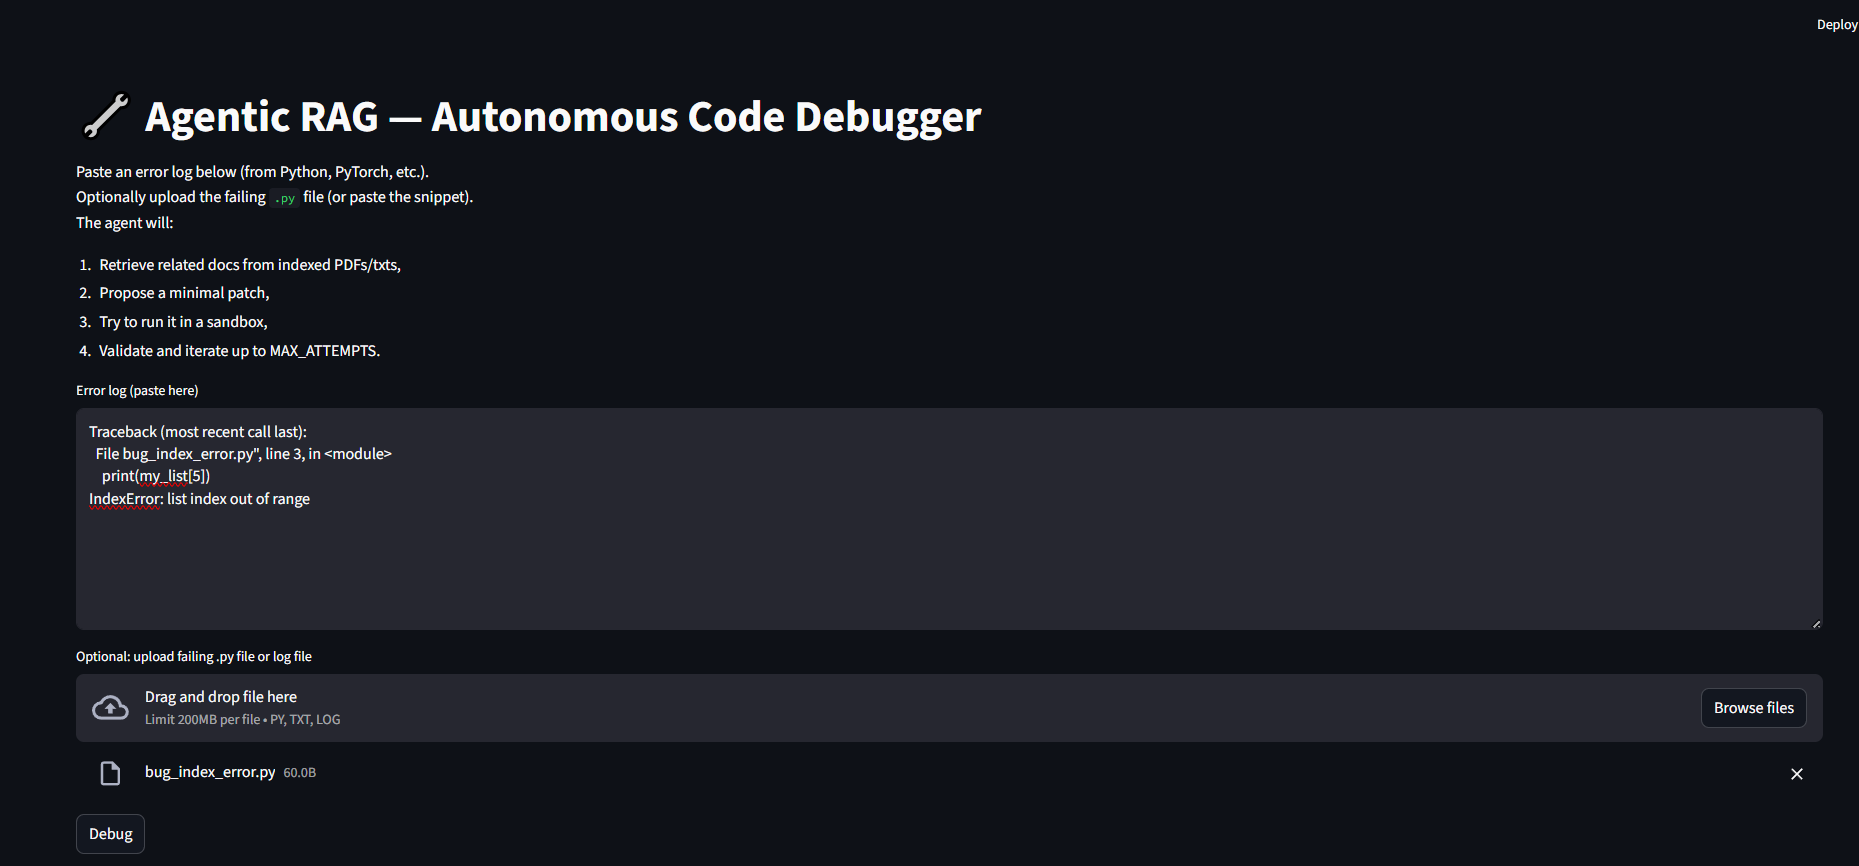 Deploy
Agentic RAG — Autonomous Code Debugger
Paste an error log below (from Python, PyTorch, etc.).
Optionally upload the failing .py file (or paste the snippet).
The agent will:
1. Retrieve related docs from indexed PDFs/txts,
2. Propose a minimal patch,
3. Try to run it in a sandbox,
4. Validate and iterate up to MAX_ATTEMPTS.
Error log (paste here)
Traceback (most recent call last):
File bug_index_error.py", line 3, in <module>
print(my_list[5])
IndexError: list index out of range
Optional: upload failing .py file or log file
Drag and drop file here
Limit 200MB per file • PY, TXT, LOG
Browse files
bug_index_error.py 60.0B
Debug